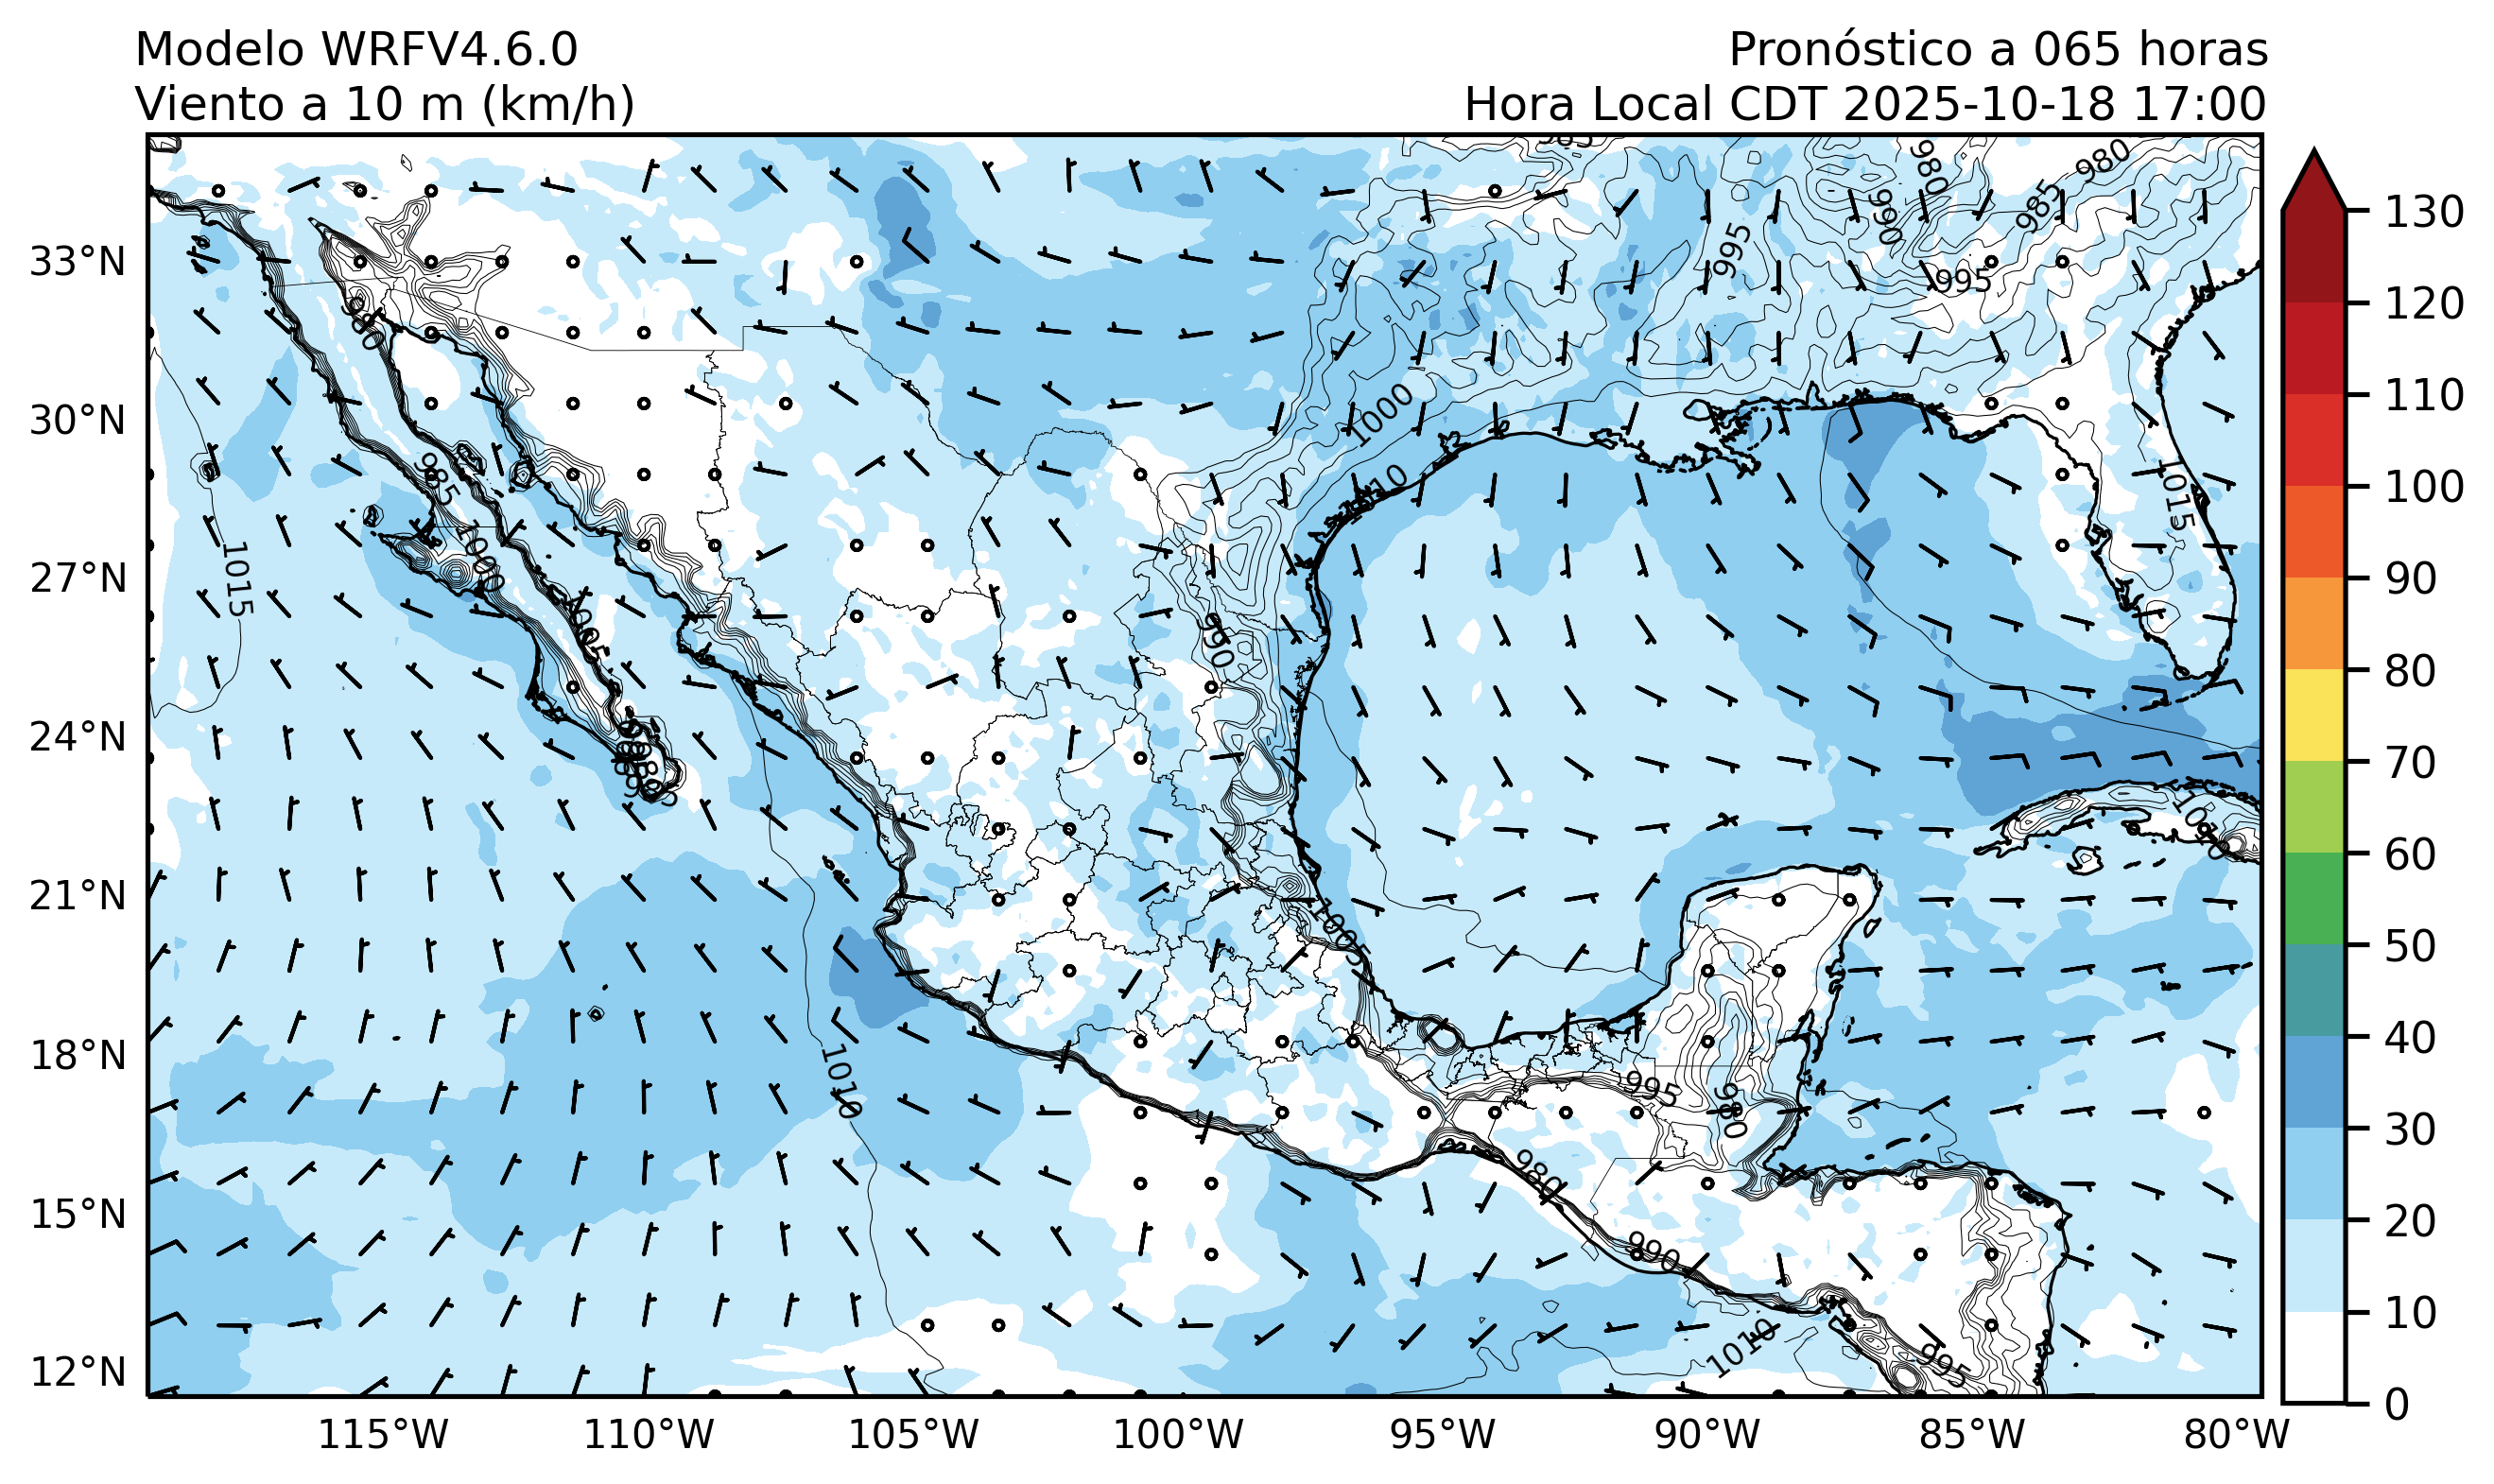 Modelo WRFV4.6.0
Pronóstico a 065 horas
Viento a 10 m (km/h)
Hora Local CDT 2025-10-18 17:00
985
980
980
985
990
995
995
130
120
110
100
90
80
70
60
50
40
30
20
10
0
33°N
30°N
27°N
24°N
21°N
18°N
15°N
12°N
980
1000
1010
985
1000
1015
1015
1005
980
985
1010
995
1010
995
980
980
990
1010
995
115°W
110°W
105°W
100°W
95°W
90°W
85°W
80°W